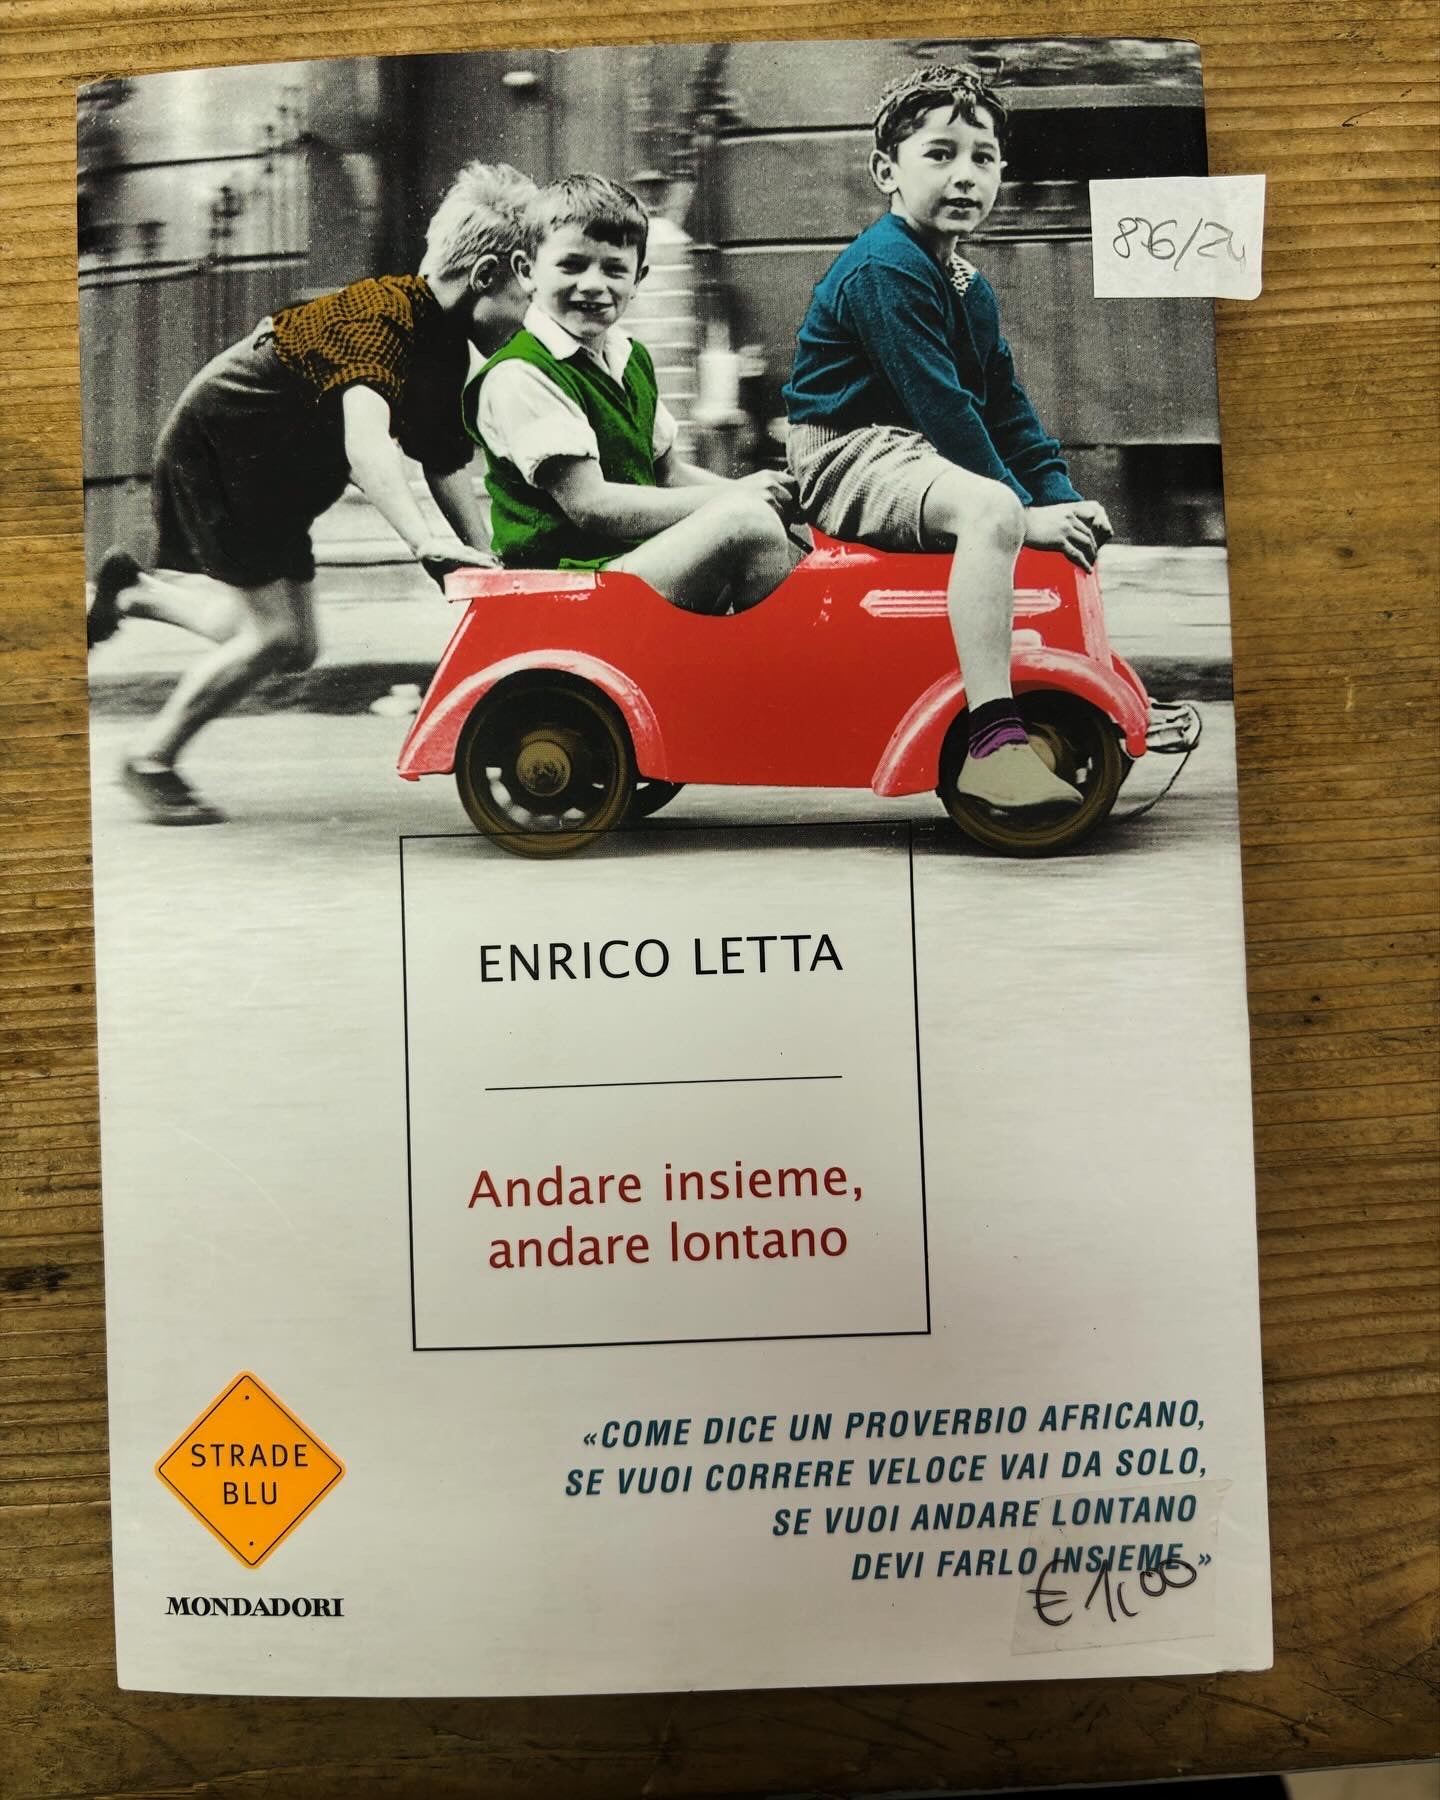 876/24
ENRICO LETTA
Andare insieme,
andare lontano
STRADE
BLU
MONDADORI
«COME DICE UN PROVERBIO AFRICANO,
SE VUOI CORRERE VELOCE VAI DA SOLO,
SE VUOI ANDARE LONTANO
DEVI FARLO INSIEME.»
€ 1,00